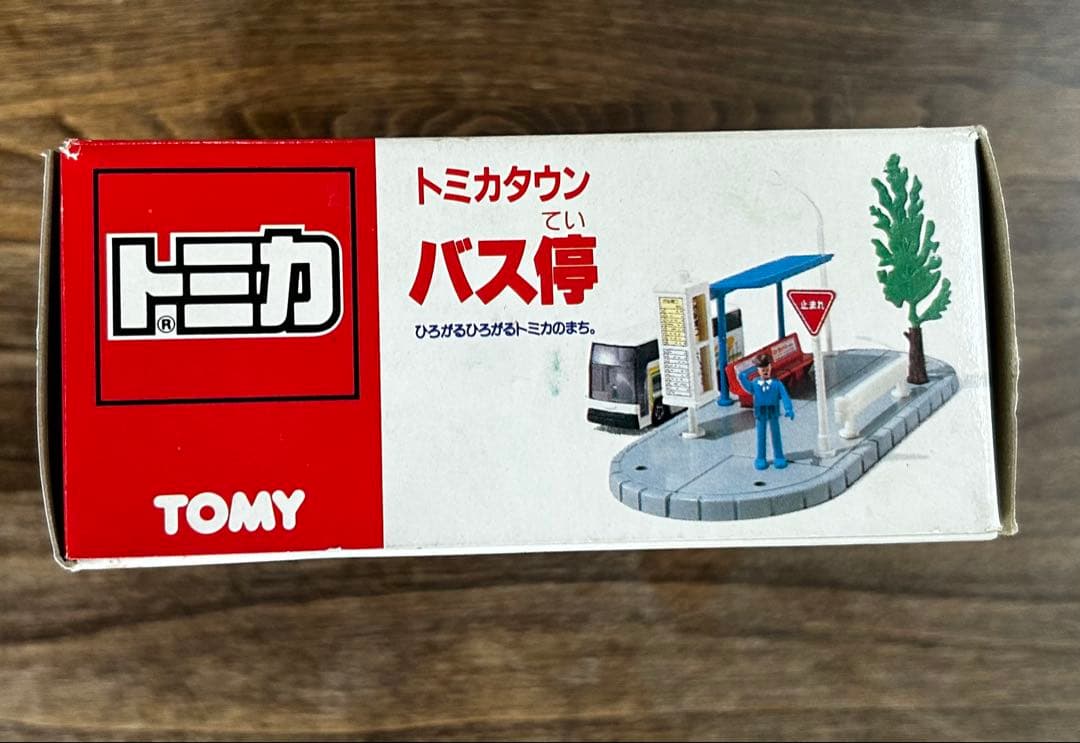 トミカ
®
TOMY
トミカタウン
てい
バス停
ひろがるひろがるトミカのまち。
止まれ